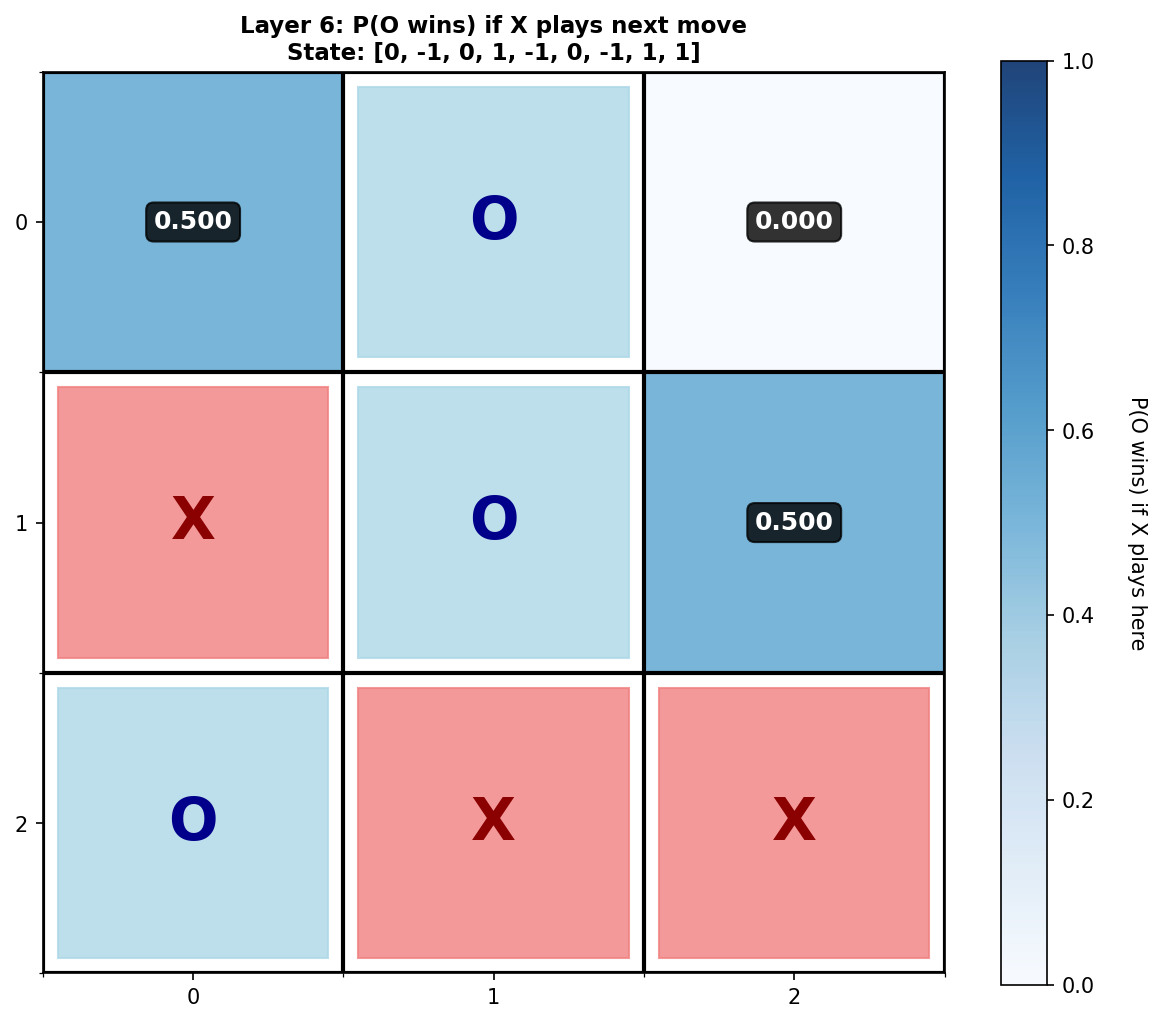 Layer 6: P(O wins) if X plays next move
State: [0, -1, 0, 1, -1, 0, -1, 1, 1]
0.500
O
0.000
X
O
0.500
O
X
X
0
1
2
0
1
2
1.0
0.8
0.6
0.4
0.2
0.0
P(O wins) if X plays here